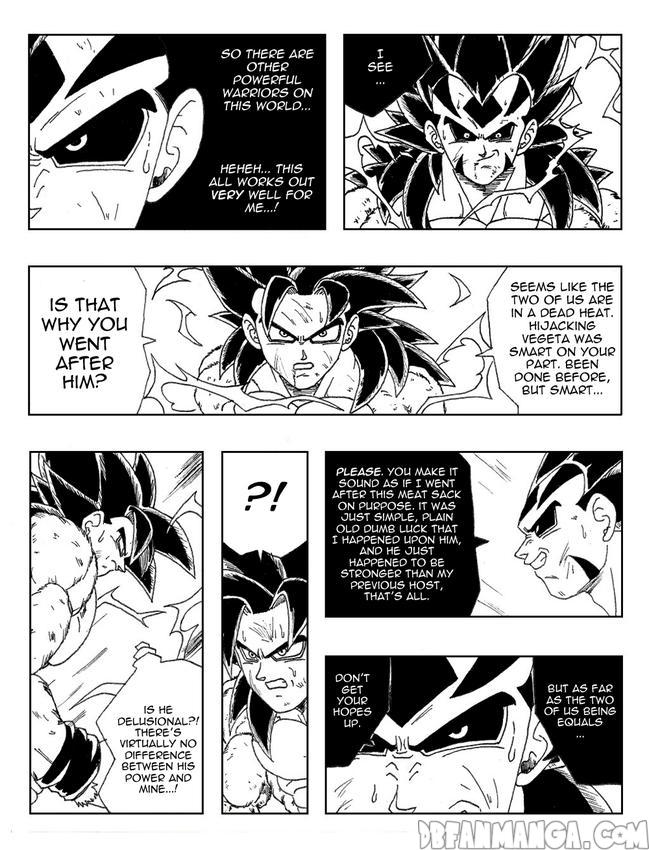 SO THERE ARE
OTHER
POWERFUL
WARRIORS ON
THIS WORLD...
HEHEH... THIS
ALL WORKS OUT
VERY WELL FOR
ME...!
I
SEE
...
IS THAT
WHY YOU
WENT
AFTER
HIM?
SEEMS LIKE THE
TWO OF US ARE
IN A DEAD HEAT.
HIJACKING
VEGETA WAS
SMART ON YOUR
PART. BEEN
DONE BEFORE,
BUT SMART...
IS HE
DELUSIONAL?!
THERE'S
VIRTUALLY NO
DIFFERENCE
BETWEEN HIS
POWER AND
MINE...!
?!
PLEASE. YOU MAKE IT
SOUND AS IF I WENT
AFTER THIS MEAT SACK
ON PURPOSE. IT WAS
JUST SIMPLE, PLAIN
OLD DUMB LUCK THAT
I HAPPENED UPON HIM,
AND HE JUST
HAPPENED TO BE
STRONGER THAN MY
PREVIOUS HOST,
THAT'S ALL.
DON'T
GET
YOUR
HOPES
UP.
BUT AS FAR
AS THE TWO
OF US BEING
EQUALS
...
DBFANMANGA.COM